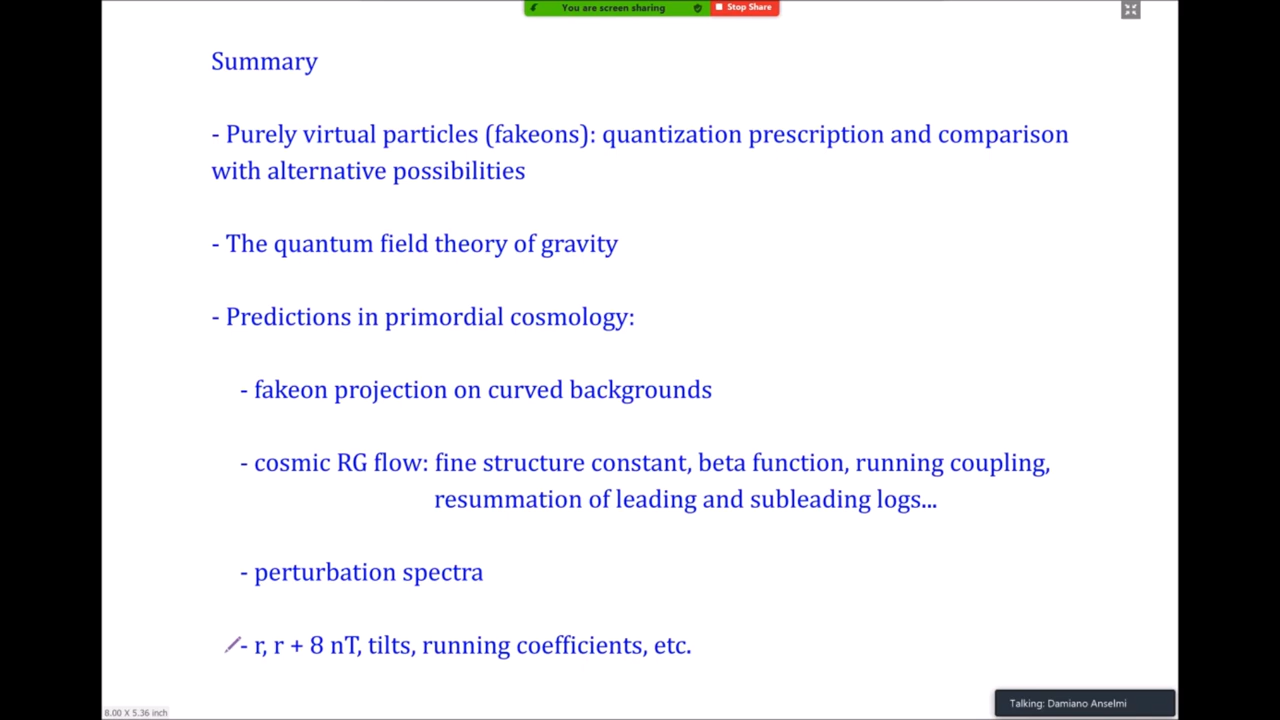 You are screen sharing
Stop Share
Summary
- Purely virtual particles (fakeons): quantization prescription and comparison
with alternative possibilities
- The quantum field theory of gravity
- Predictions in primordial cosmology:
- fakeon projection on curved backgrounds
- cosmic RG flow: fine structure constant, beta function, running coupling,
resummation of leading and subleading logs...
- perturbation spectra
- r, r + 8 nT, tilts, running coefficients, etc.
8.00 X 5.36 inch
Talking: Damiano Anselmi